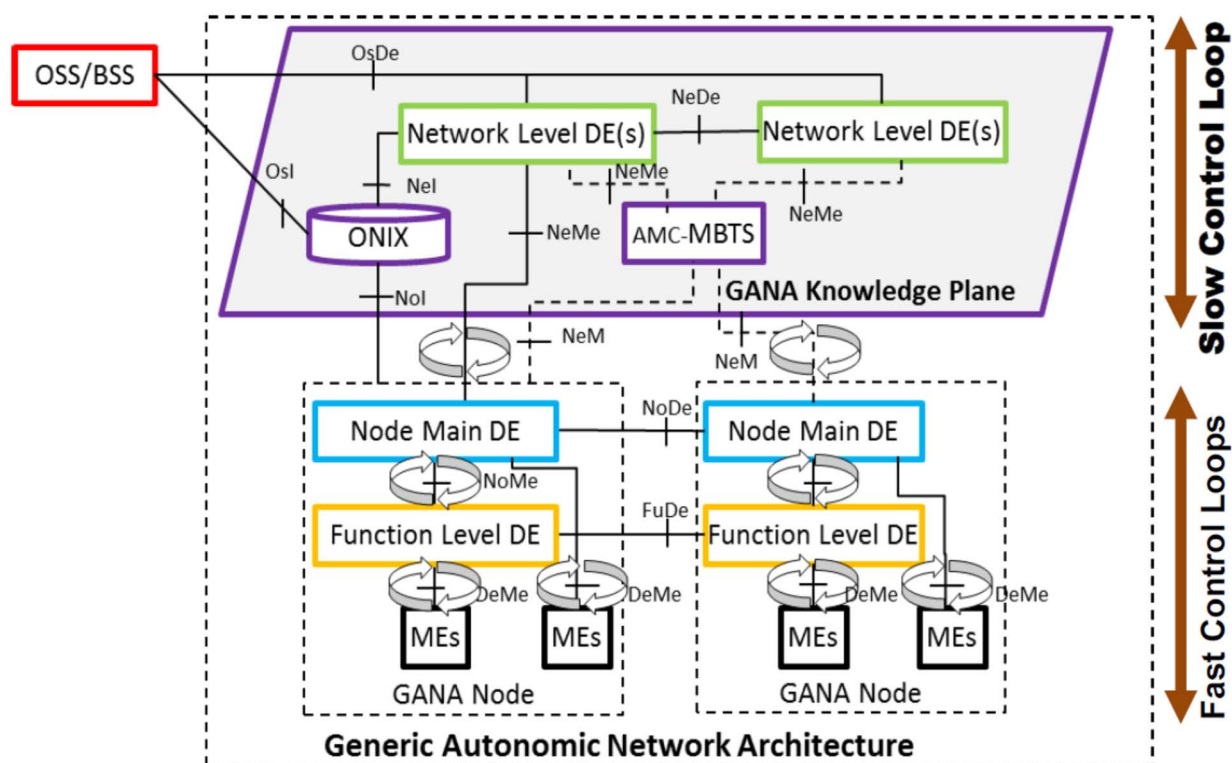 OSS/BSS
OsDe
Network Level DE(s)
NeDe
Network Level DE(s)
OsI
NeI
NeMe
NeMe
ONIX
NeMe
AMC-MBTS
NoI
GANA Knowledge Plane
NeM
NeM
Slow Control Loop
Node Main DE
NoDe
Node Main DE
NoMe
Function Level DE
FuDe
Function Level DE
DeMe
DeMe
DeMe
DeMe
MEs
MEs
MEs
MEs
GANA Node
GANA Node
Fast Control Loops
Generic Autonomic Network Architecture